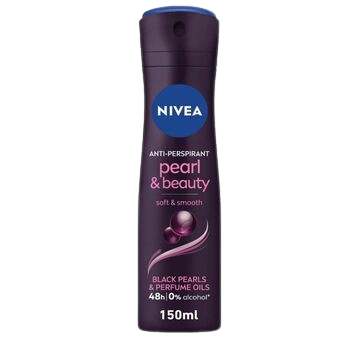 NIVEA
ANTI-PERSPIRANT
pearl
& beauty
soft & smooth
BLACK PEARLS
& PERFUME OILS
48h|0% alcohol*
150ml